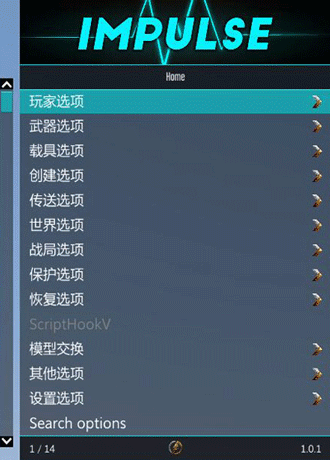 IMPULSE
Home
玩家选项
武器选项
载具选项
创建选项
传送选项
世界选项
战局选项
保护选项
恢复选项
ScriptHookV
模型交换
其他选项
设置选项
Search options
1 / 14 1.0.1